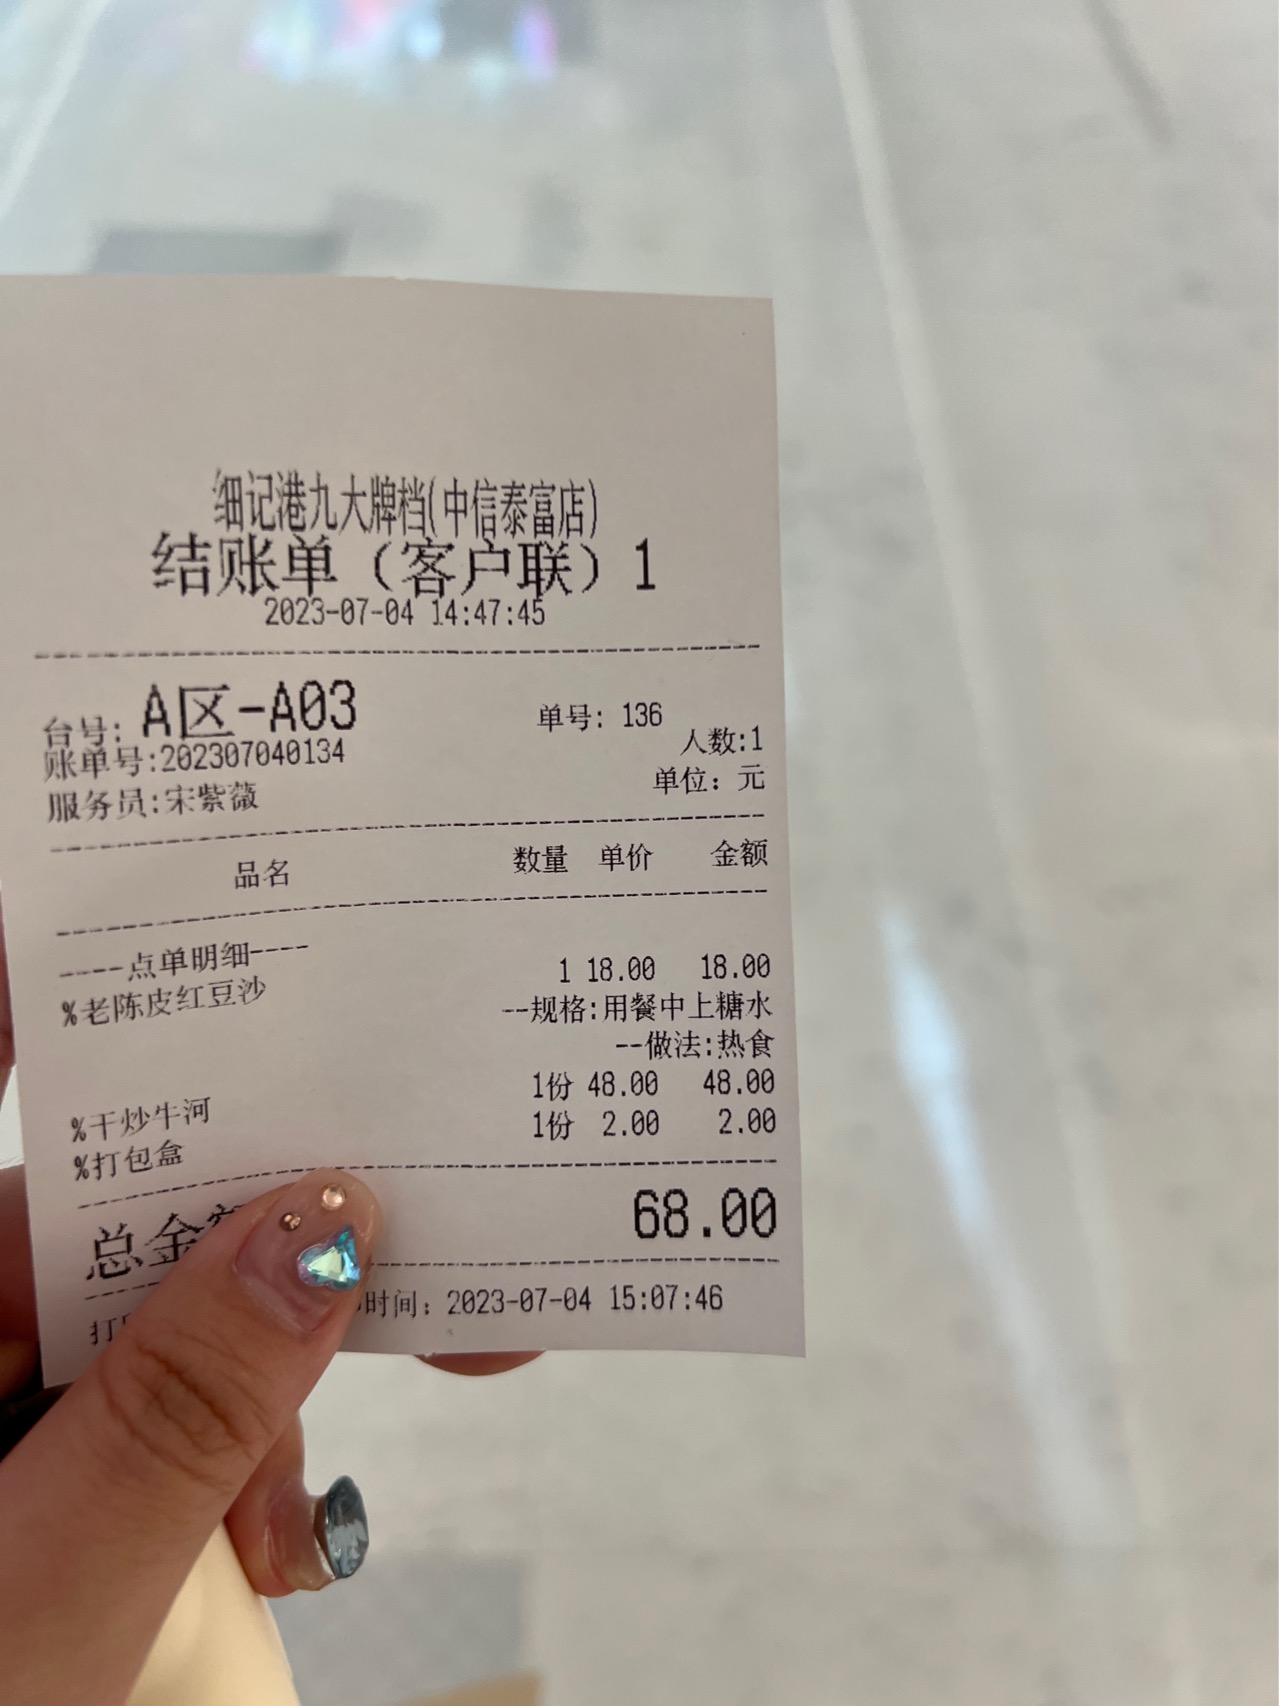 细记港九大牌档(中信泰富店)
结账单（客户联）1
2023-07-04 14:47:45
台号: A区-A03 单号: 136
人数:1
账单号:202307040134
单位: 元
服务员:宋紫薇
品名 数量 单价 金额
----点单明细----
%老陈皮红豆沙 1 18.00 18.00
--规格:用餐中上糖水
--做法:热食
%干炒牛河 1份 48.00 48.00
%打包盒 1份 2.00 2.00
总金 68.00
打 时间: 2023-07-04 15:07:46